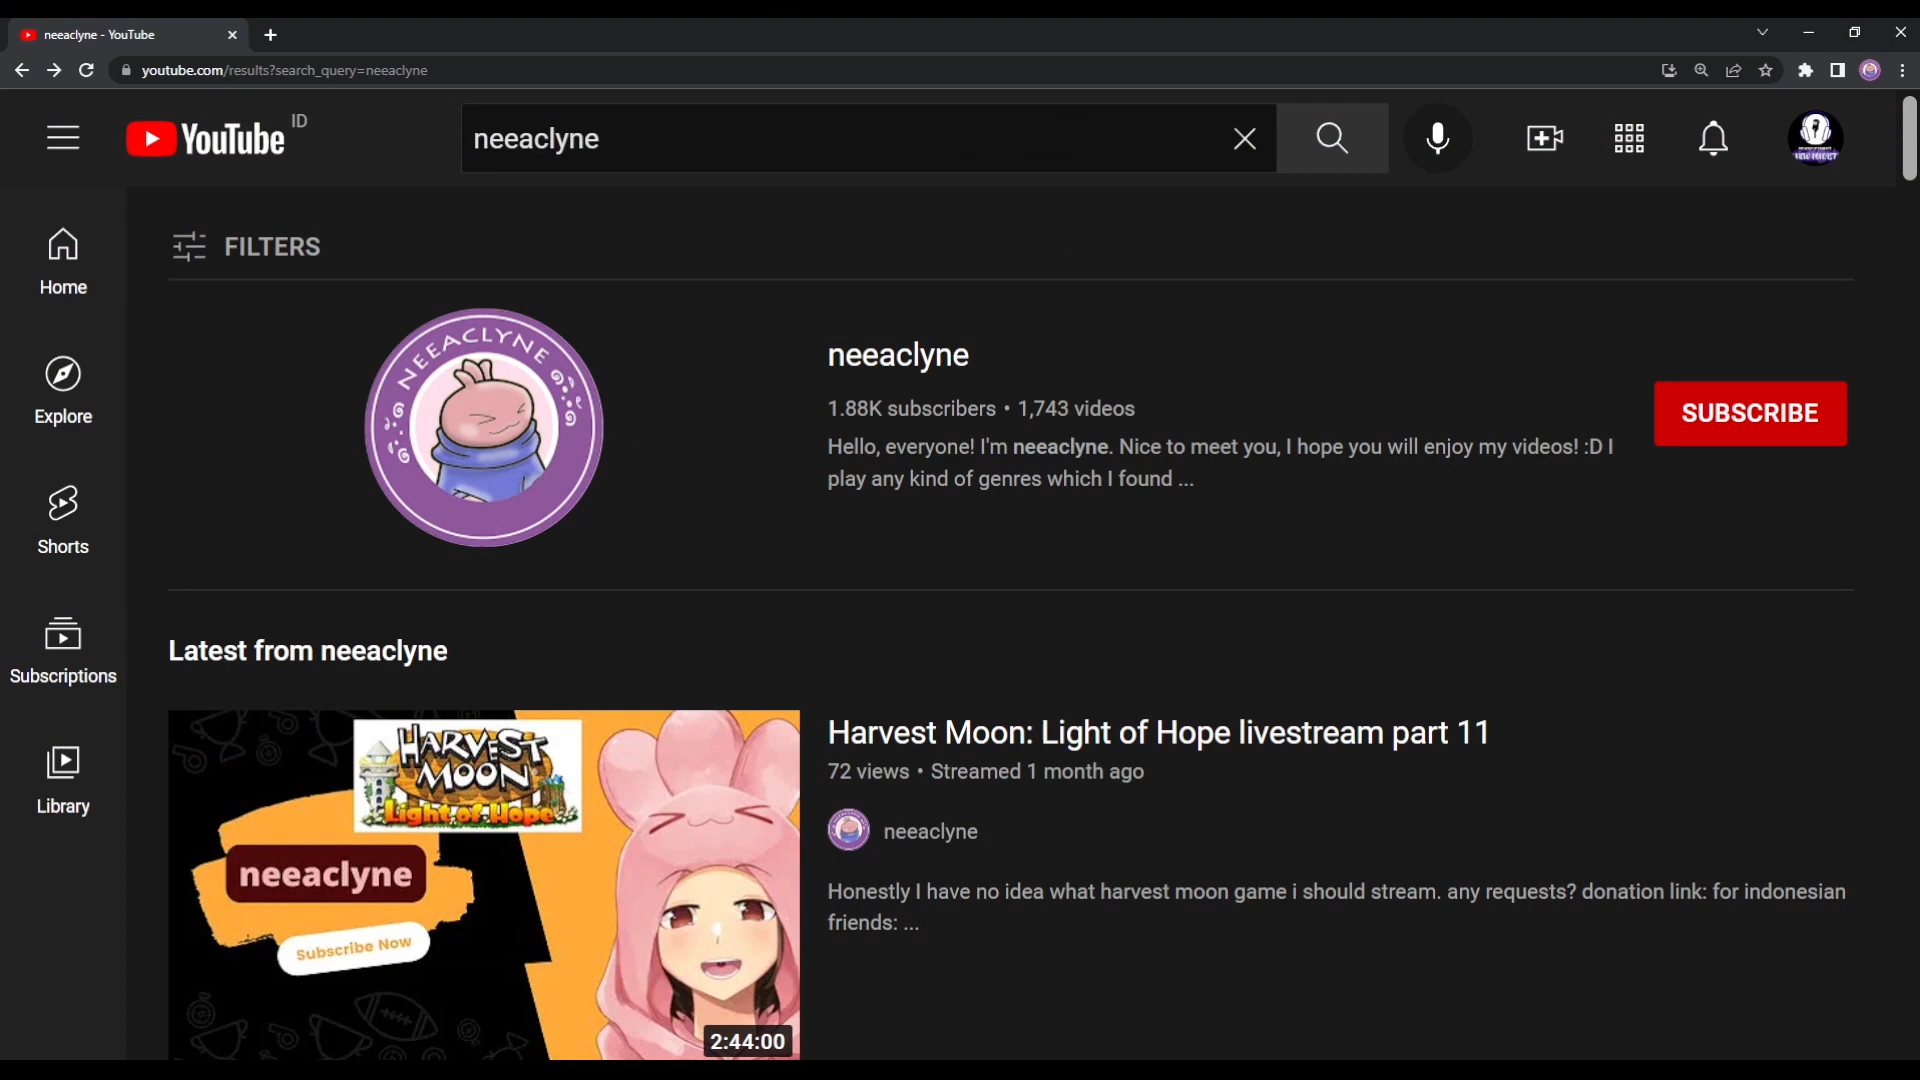 neeaclyne - YouTube
youtube.com/results?search_query=neeaclyne
YouTube ID
neeaclyne
Home
Explore
Shorts
Subscriptions
Library
FILTERS
NEEACLYNE
neeaclyne
1.88K subscribers • 1,743 videos
Hello, everyone! I'm neeaclyne. Nice to meet you, I hope you will enjoy my videos! :D I
play any kind of genres which I found ...
SUBSCRIBE
Latest from neeaclyne
HARVEST
MOON
Light of Hope
neeaclyne
Subscribe Now
2:44:00
Harvest Moon: Light of Hope livestream part 11
72 views • Streamed 1 month ago
neeaclyne
Honestly I have no idea what harvest moon game i should stream. any requests? donation link: for indonesian
friends: ...